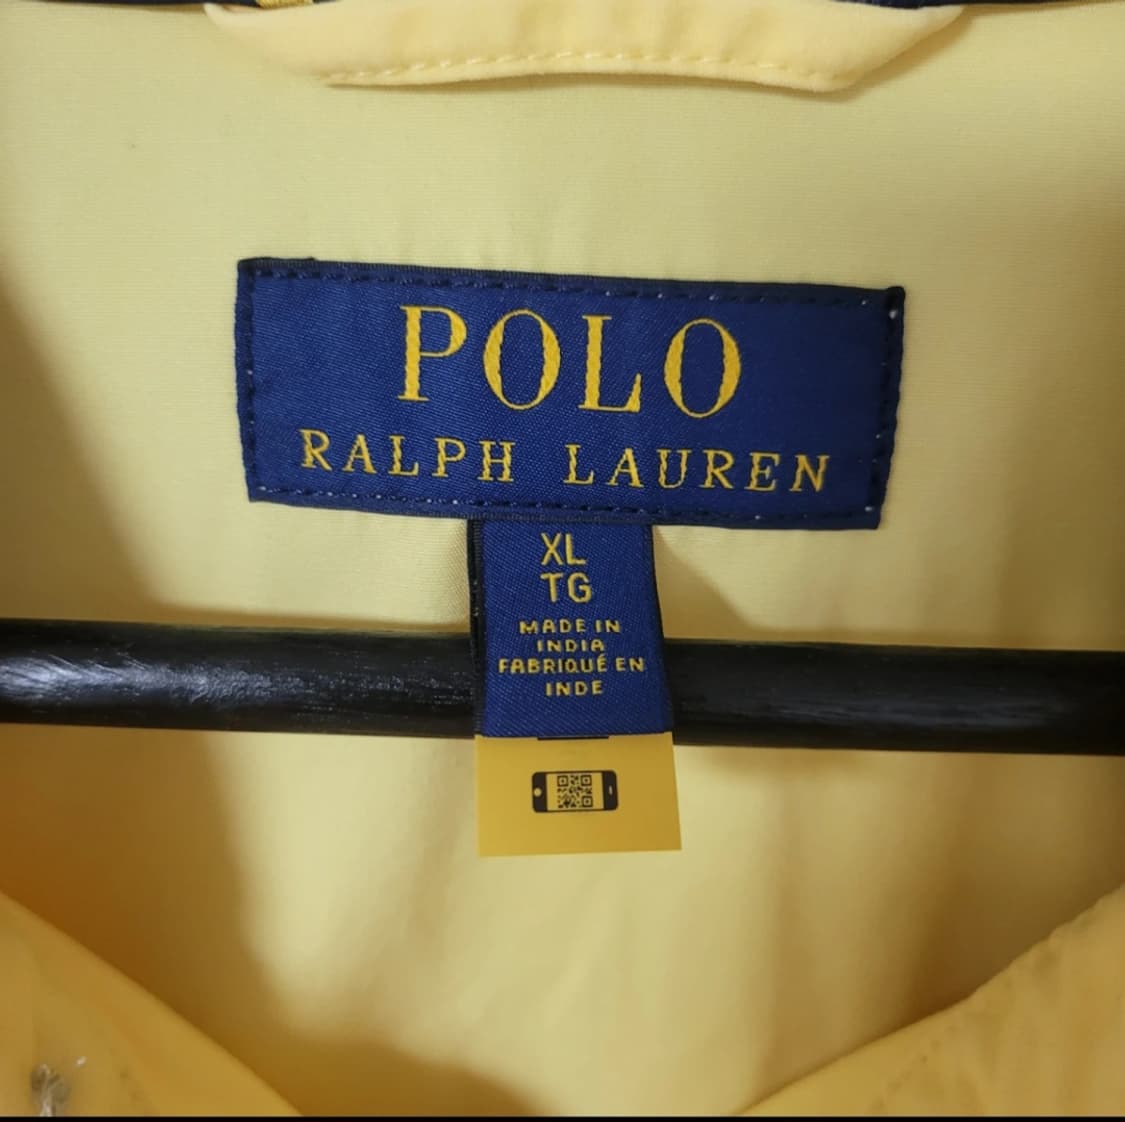 POLO
RALPH LAUREN
XL
TG
MADE IN
INDIA
FABRIQUÉ EN
INDE